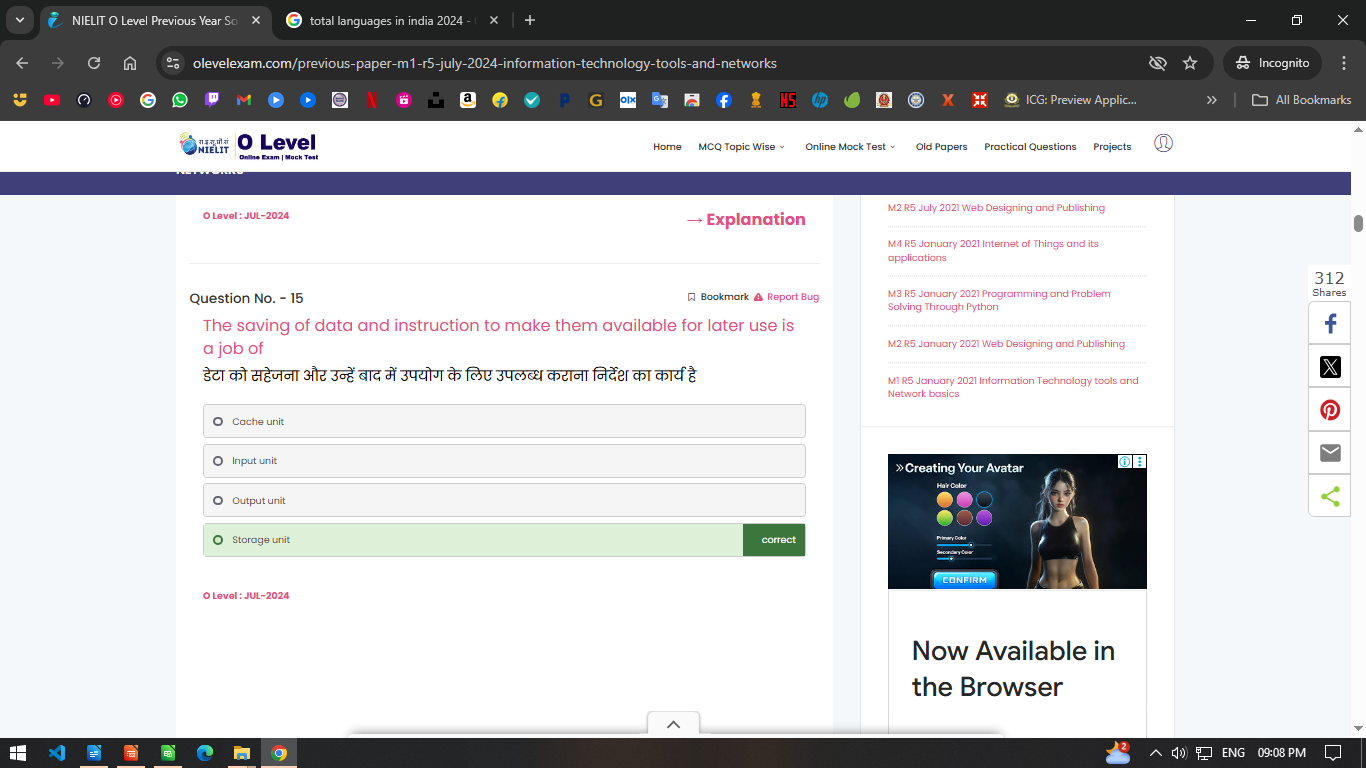 NIELIT O Level Previous Year So
total languages in india 2024 -
olevelexam.com/previous-paper-m1-r5-july-2024-information-technology-tools-and-networks
Incognito
ICG: Preview Applic...
All Bookmarks
रा.इ.सू.प्रौ.सं
NIELIT
O Level
Online Exam | Mock Test
Home
MCQ Topic Wise
Online Mock Test
Old Papers
Practical Questions
Projects
NETWORKS
O Level : JUL-2024
→ Explanation
Question No. - 15
Bookmark
Report Bug
The saving of data and instruction to make them available for later use is
a job of
डेटा को सहेजना और उन्हें बाद में उपयोग के लिए उपलब्ध कराना निर्देश का कार्य है
Cache unit
Input unit
Output unit
Storage unit
correct
O Level : JUL-2024
M2 R5 July 2021 Web Designing and Publishing
M4 R5 January 2021 Internet of Things and its
applications
M3 R5 January 2021 Programming and Problem
Solving Through Python
M2 R5 January 2021 Web Designing and Publishing
M1 R5 January 2021 Information Technology tools and
Network basics
Creating Your Avatar
Hair Color
Primary Color
Secondary Color
CONFIRM
Now Available in
the Browser
312
Shares
2
ENG
09:08 PM